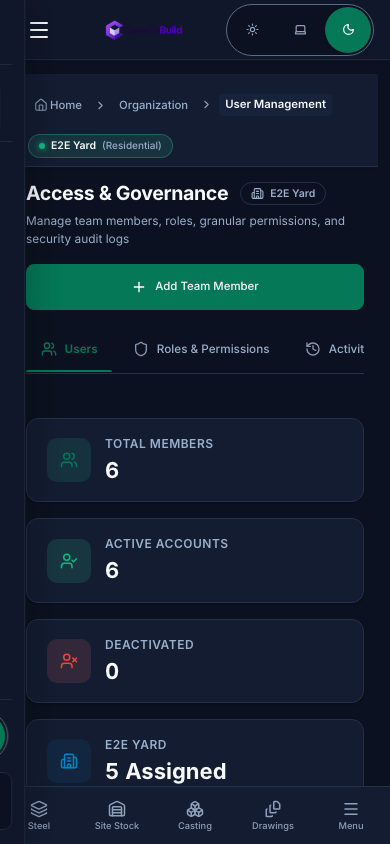 Build
Home
Organization
User Management
E2E Yard (Residential)
Access & Governance
E2E Yard
Manage team members, roles, granular permissions, and
security audit logs
Add Team Member
Users
Roles & Permissions
Activit
TOTAL MEMBERS
6
ACTIVE ACCOUNTS
6
DEACTIVATED
0
E2E YARD
5 Assigned
Steel
Site Stock
Casting
Drawings
Menu